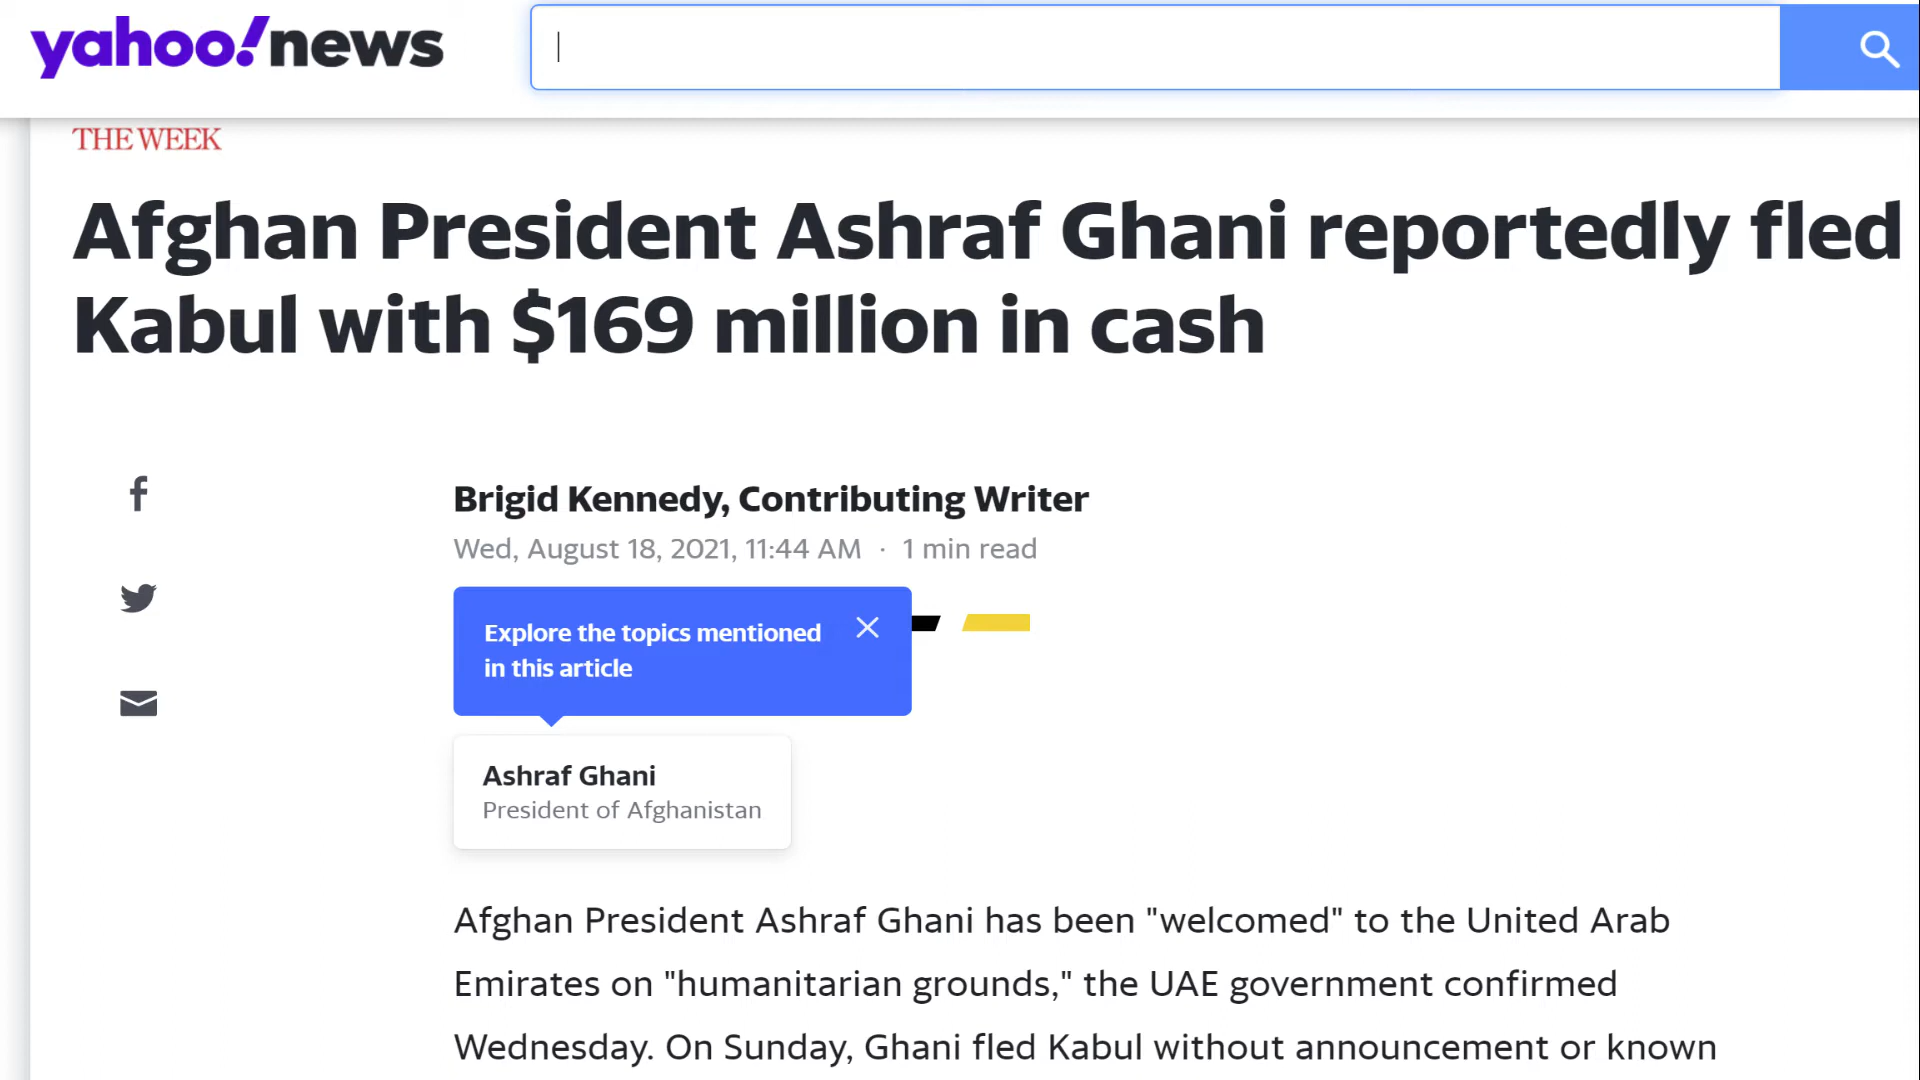 yahoo!news
THE WEEK
Afghan President Ashraf Ghani reportedly fled
Kabul with $169 million in cash
Brigid Kennedy, Contributing Writer
Wed, August 18, 2021, 11:44 AM · 1 min read
Explore the topics mentioned
in this article
Ashraf Ghani
President of Afghanistan
Afghan President Ashraf Ghani has been "welcomed" to the United Arab
Emirates on "humanitarian grounds," the UAE government confirmed
Wednesday. On Sunday, Ghani fled Kabul without announcement or known